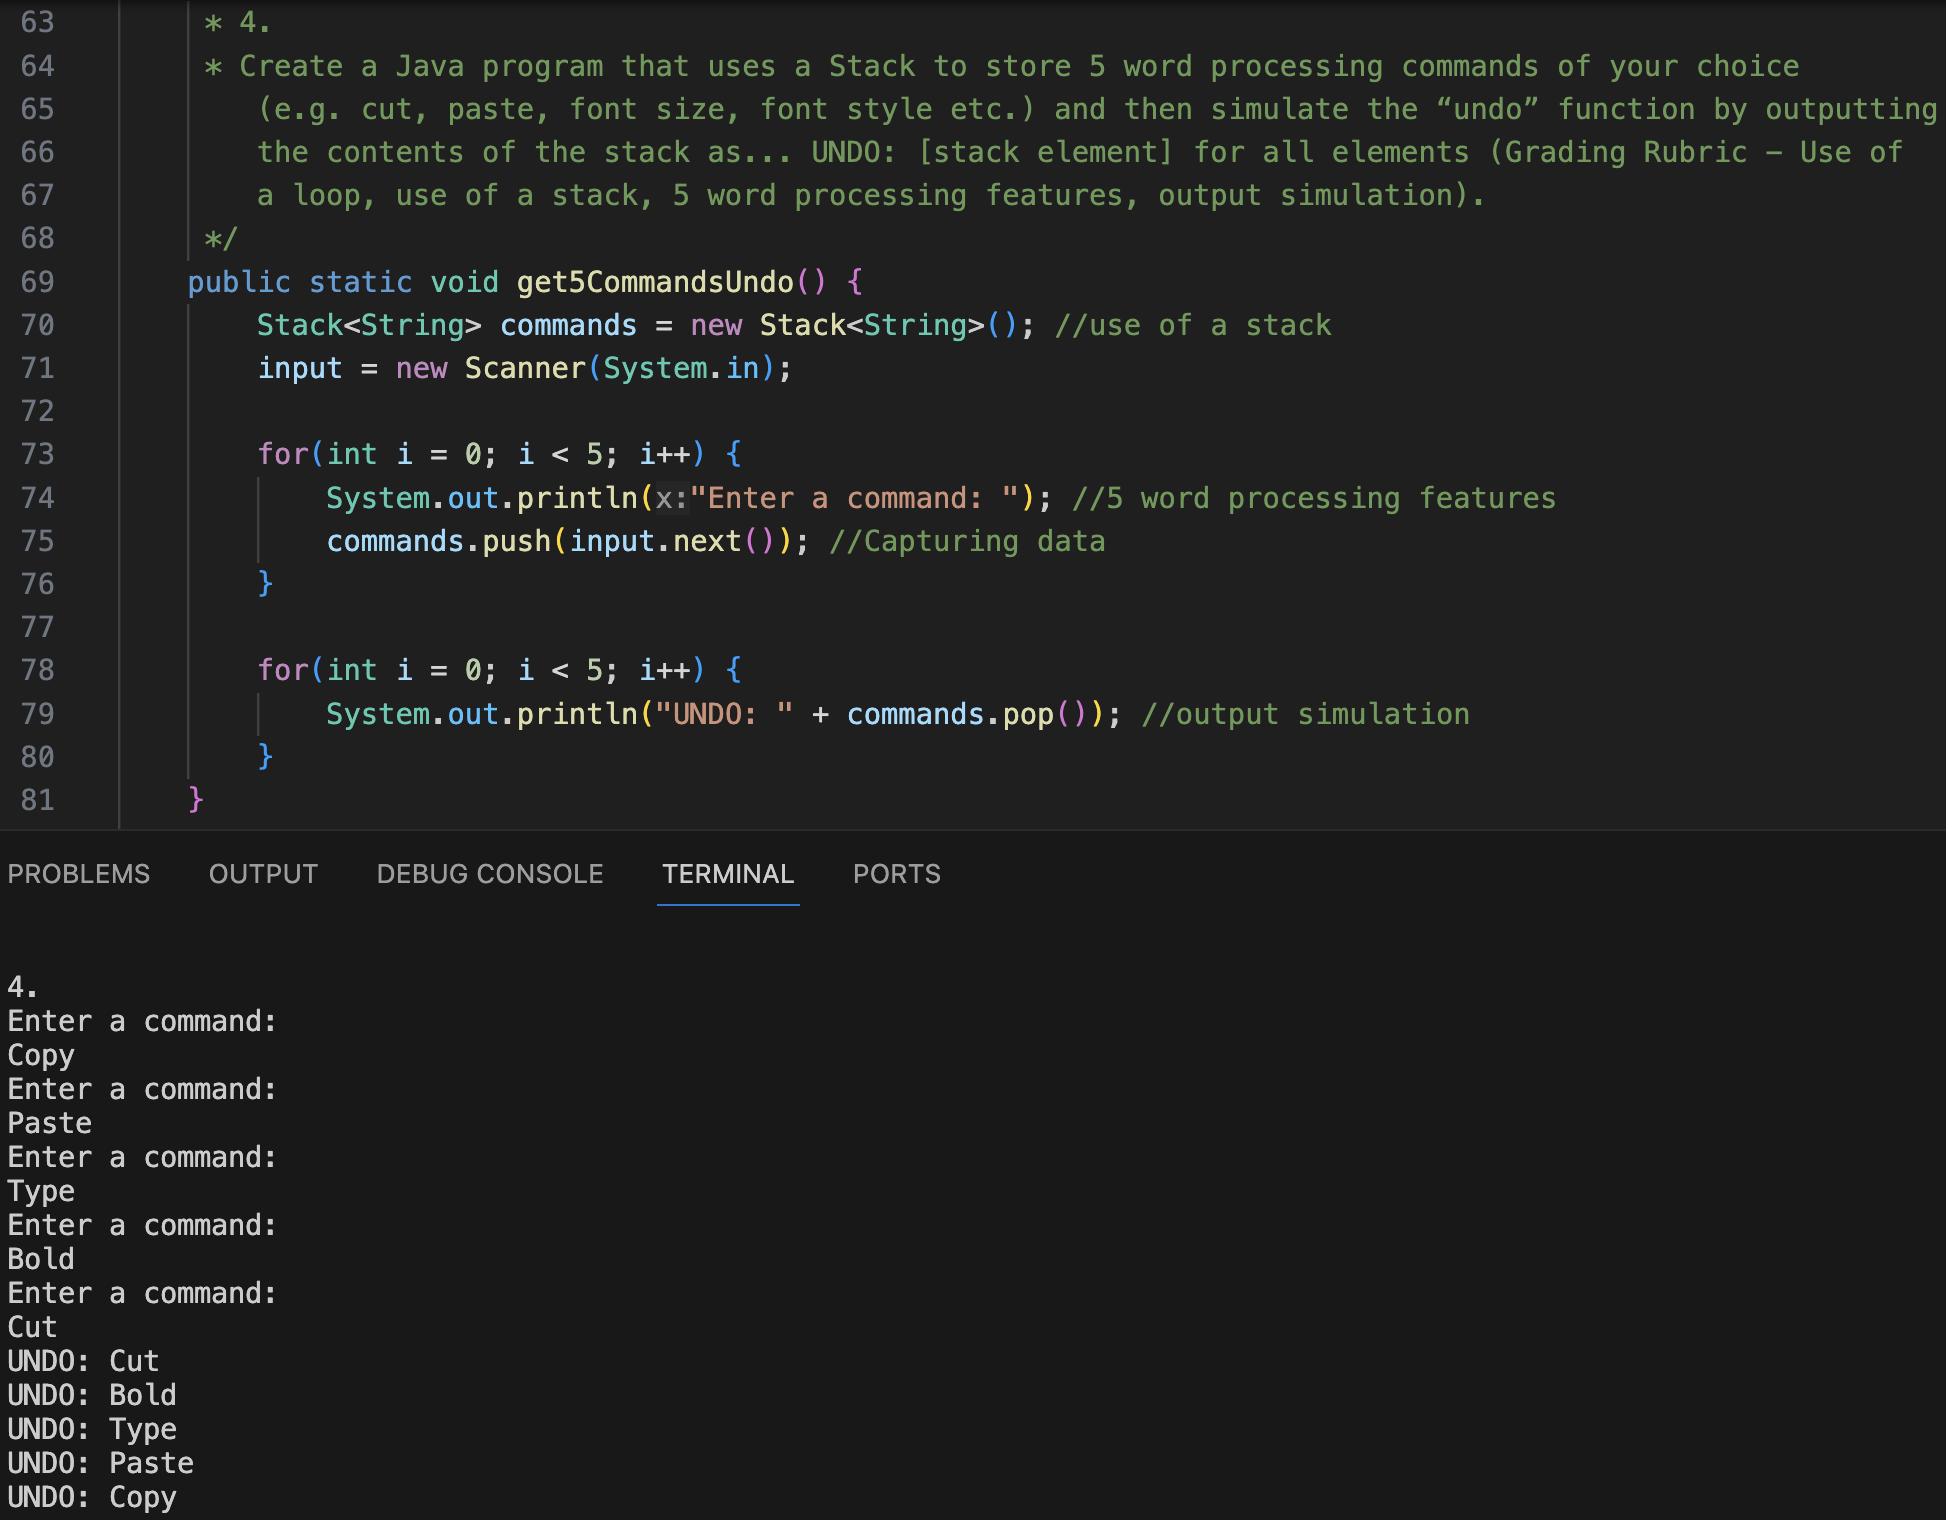 63 * 4.
64 * Create a Java program that uses a Stack to store 5 word processing commands of your choice
65 (e.g. cut, paste, font size, font style etc.) and then simulate the “undo” function by outputting
66 the contents of the stack as... UNDO: [stack element] for all elements (Grading Rubric – Use of
67 a loop, use of a stack, 5 word processing features, output simulation).
68 */
69 public static void get5CommandsUndo() {
70 Stack<String> commands = new Stack<String>(); //use of a stack
71 input = new Scanner(System.in);
72
73 for(int i = 0; i < 5; i++) {
74 System.out.println(x:"Enter a command: "); //5 word processing features
75 commands.push(input.next()); //Capturing data
76 }
77
78 for(int i = 0; i < 5; i++) {
79 System.out.println("UNDO: " + commands.pop()); //output simulation
80 }
81 }
PROBLEMS OUTPUT DEBUG CONSOLE TERMINAL PORTS
4.
Enter a command:
Copy
Enter a command:
Paste
Enter a command:
Type
Enter a command:
Bold
Enter a command:
Cut
UNDO: Cut
UNDO: Bold
UNDO: Type
UNDO: Paste
UNDO: Copy